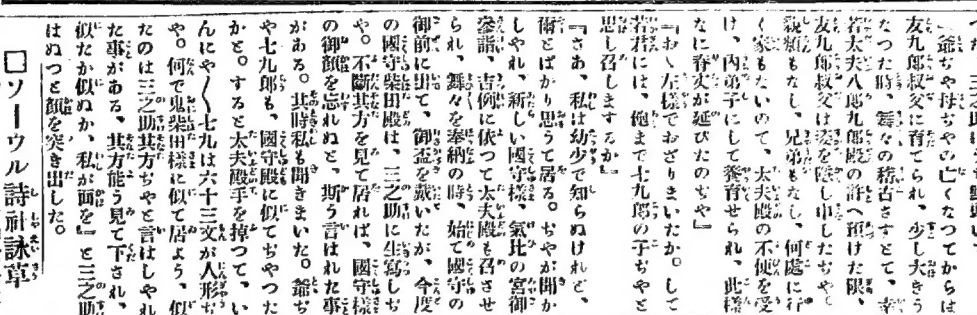 『爺ぢや母ぢやの亡くなつてからは
友九郎叔父に育てられ、少し大きう
なつた時、舞々の稽古さすとて、幸
若太夫八郎九郎殿の許へ預けた限、
友九郎叔父は姿を隱し申したぢやて
親類もなし、兄弟もなし、何處に行
く家もないので、太夫殿の不便を受
け、内弟子にして養育せられ、此樣
なに脊丈が延びたのぢや』
『おゝ左樣でおざりまいたか。して
若君には、俺まで七九郎の子ぢやと
思し召しまするか』
『さあ、私は幼少で知らぬけれど、
衞とばかり思うて居る。ぢやが聞か
しやれ、新しい國守樣、氣比の宮御
參詣、吉例に依つて太夫殿も召させ
られ、舞々を奉納の時、始て國守の
御前に出て、御盃を戴いたが、今度
の國守柴田殿は、三之助に生寫しぢ
や。不斷其方を見て居れば、國守樣
の御顏を忘れぬと、斯う言はれた事
がある。其時私も聞きまいた。爺ぢ
や七九郎も、國守殿に似てぢやつた
かと。すると太夫殿手を掉つて、い
んにや〳〵七九は六十三文が人形ぢ
や。何で鬼柴田樣に似て居よう、似
たのは三之助其方ぢやと言はしやれ
た事がある、其方能う見て下され、
似たか似ぬか、私が面を』と三之助
はぬつと顏を突き出した。
□ソーウル詩社詠草